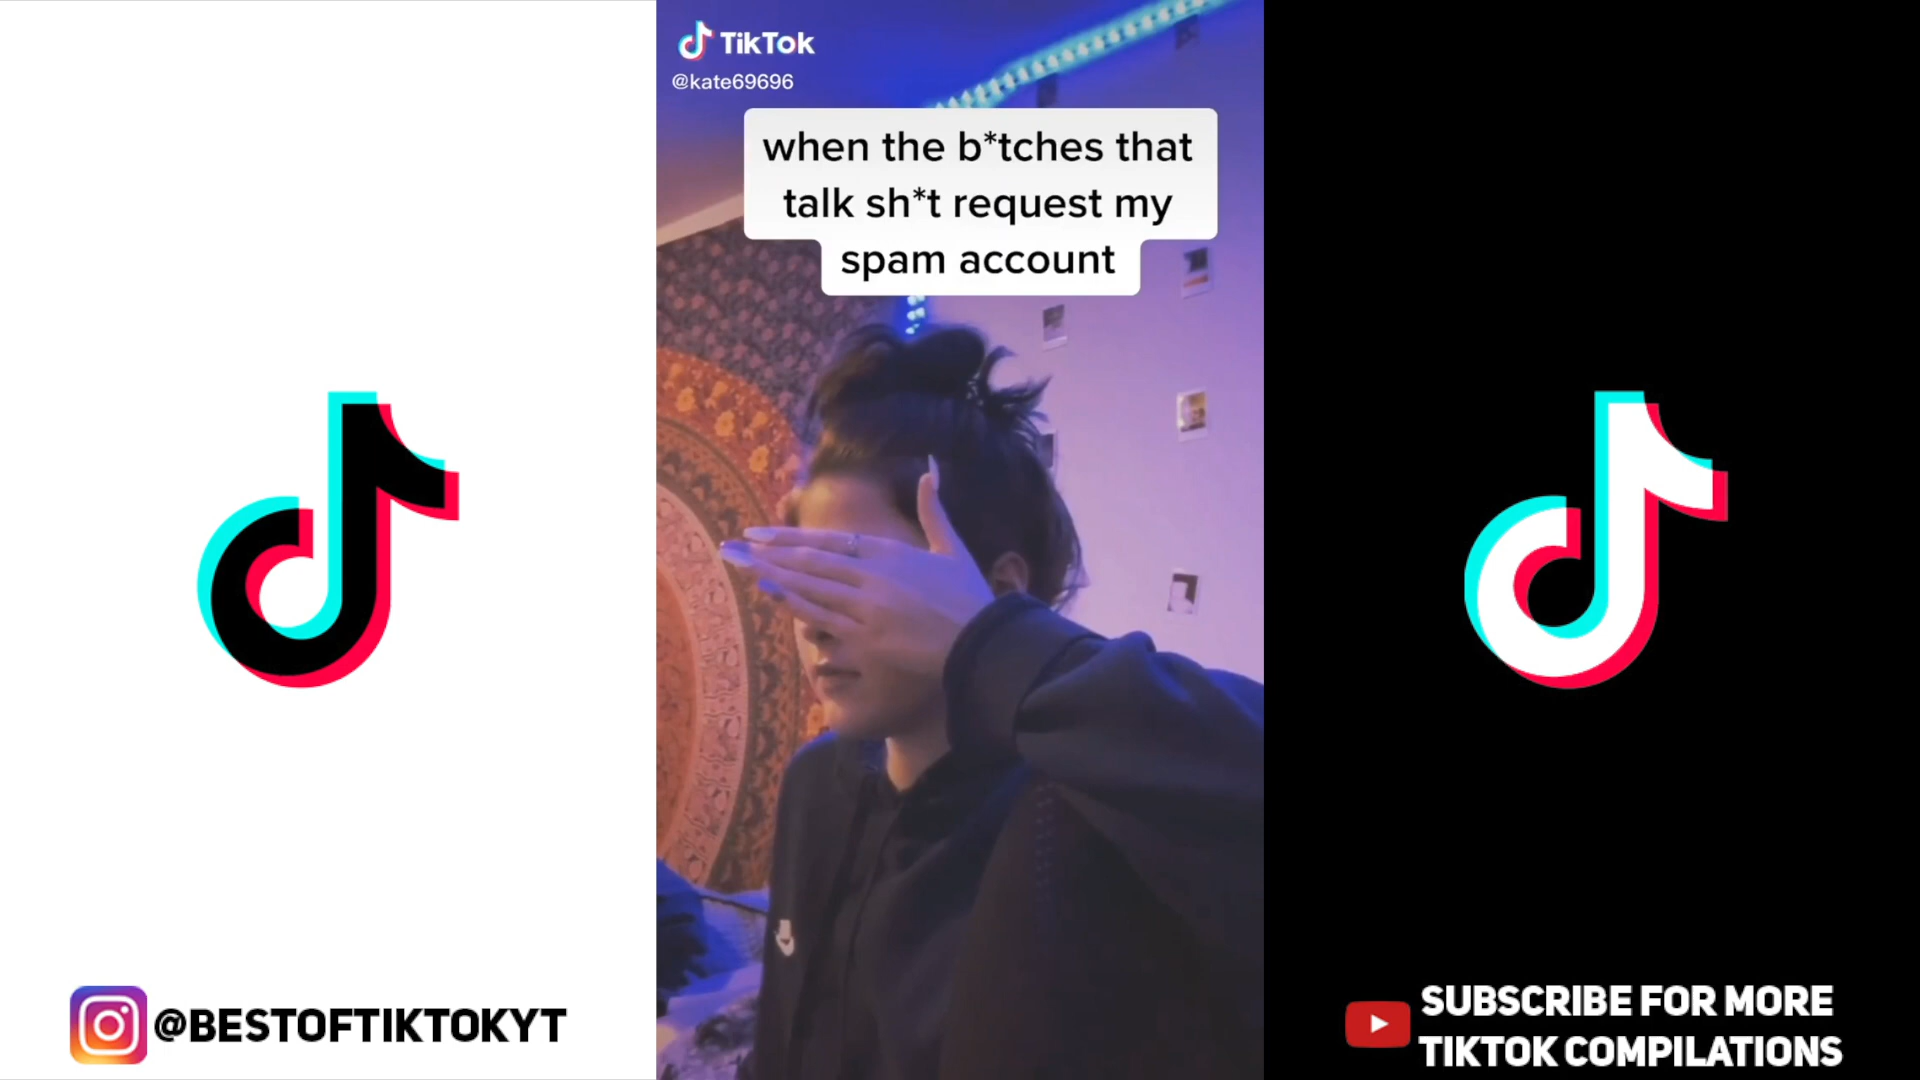 TikTok
@kate69696
when the b*tches that
talk sh*t request my
spam account
@BESTOFTIKTOKYT
SUBSCRIBE FOR MORE
TIKTOK COMPILATIONS